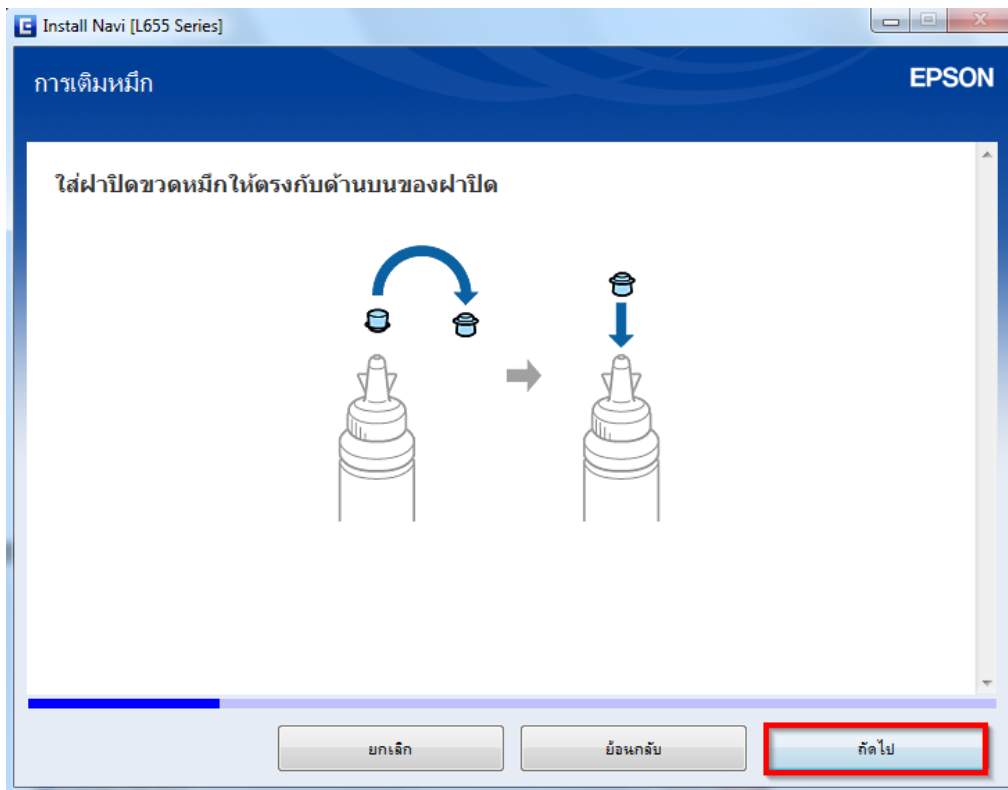 Install Navi [L655 Series]
การเติมหมึก
EPSON
ใส่ฝาปิดขวดหมึกให้ตรงกับด้านบนของฝาปิด
ยกเลิก
ย้อนกลับ
ถัดไป